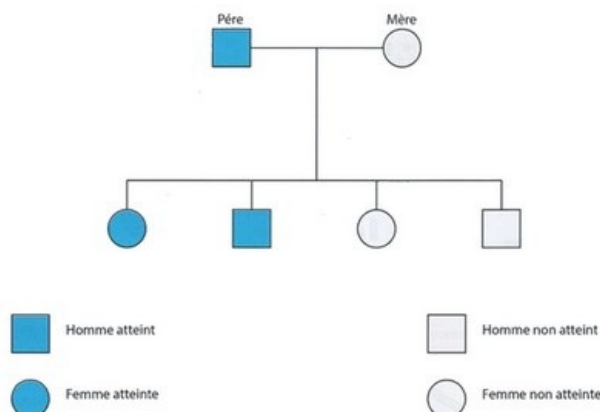 Pére
Mère
Homme atteint
Homme non atteint
Femme atteinte
Femme non atteinte